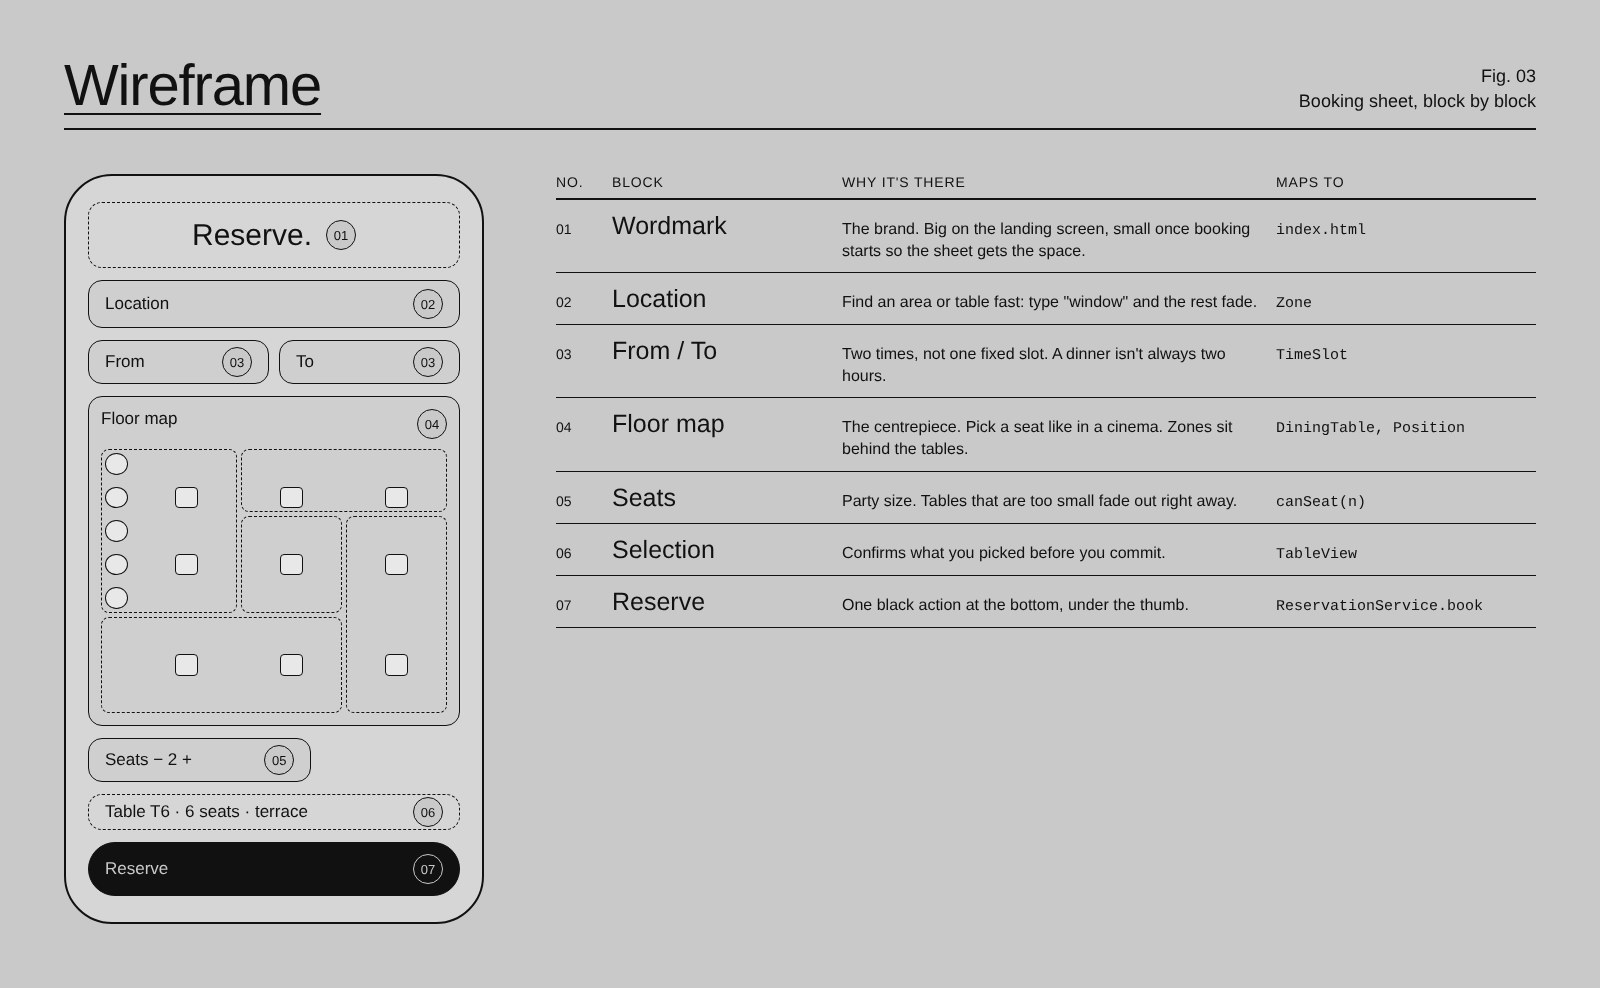 Wireframe
Fig. 03
Booking sheet, block by block
Reserve. 01
Location 02
From 03 To 03
Floor map 04
Seats − 2 + 05
Table T6 · 6 seats · terrace 06
Reserve 07
NO. BLOCK WHY IT'S THERE MAPS TO
01 Wordmark The brand. Big on the landing screen, small once booking index.html
starts so the sheet gets the space.
02 Location Find an area or table fast: type "window" and the rest fade. Zone
03 From / To Two times, not one fixed slot. A dinner isn't always two TimeSlot
hours.
04 Floor map The centrepiece. Pick a seat like in a cinema. Zones sit DiningTable, Position
behind the tables.
05 Seats Party size. Tables that are too small fade out right away. canSeat(n)
06 Selection Confirms what you picked before you commit. TableView
07 Reserve One black action at the bottom, under the thumb. ReservationService.book